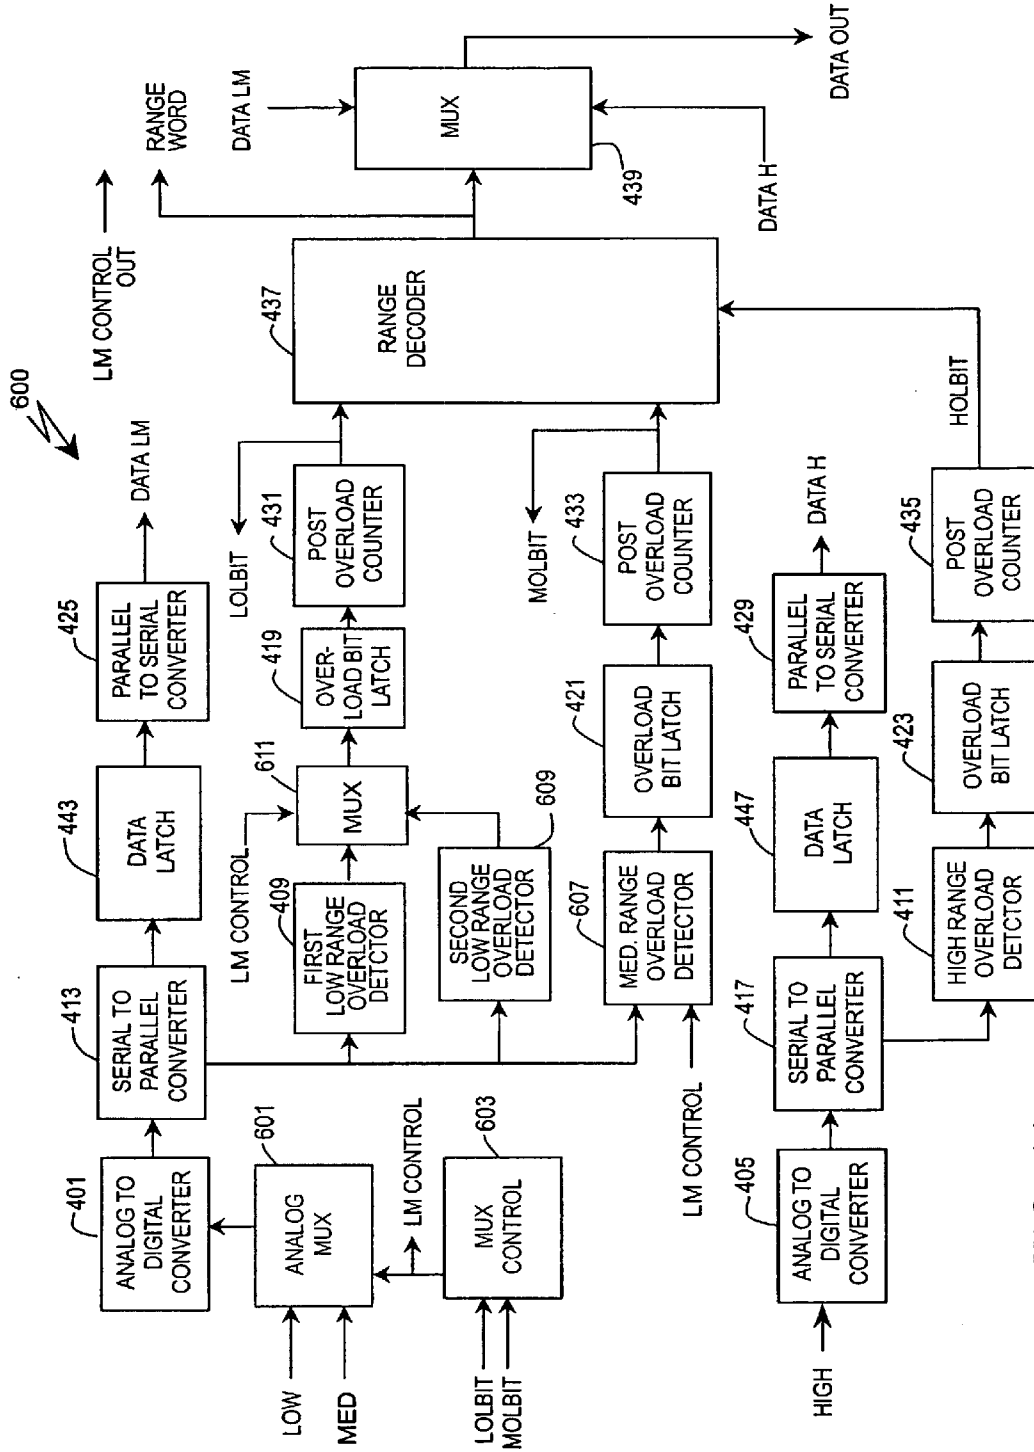 600
LM CONTROL
OUT
RANGE
WORD
DATA LM
MUX
439
DATA H
DATA OUT
437
RANGE
DECODER
HOLBIT
401
ANALOG TO
DIGITAL
CONVERTER
413
SERIAL TO
PARALLEL
CONVERTER
443
DATA
LATCH
425
PARALLEL
TO SERIAL
CONVERTER
DATA LM
LOW
MED
601
ANALOG
MUX
LM CONTROL
LOLBIT
MOLBIT
603
MUX
CONTROL
LM CONTROL
409
FIRST
LOW RANGE
OVERLOAD
DETCTOR
611
MUX
419
OVER-
LOAD BIT
LATCH
431
POST
OVERLOAD
COUNTER
LOLBIT
SECOND
LOW RANGE
OVERLOAD
DETECTOR
609
LM CONTROL
607
MED. RANGE
OVERLOAD
DETECTOR
421
OVERLOAD
BIT LATCH
433
POST
OVERLOAD
COUNTER
MOLBIT
HIGH
405
ANALOG TO
DIGITAL
CONVERTER
417
SERIAL TO
PARALLEL
CONVERTER
447
DATA
LATCH
429
PARALLEL
TO SERIAL
CONVERTER
DATA H
411
HIGH RANGE
OVERLOAD
DETCTOR
423
OVERLOAD
BIT LATCH
435
POST
OVERLOAD
COUNTER